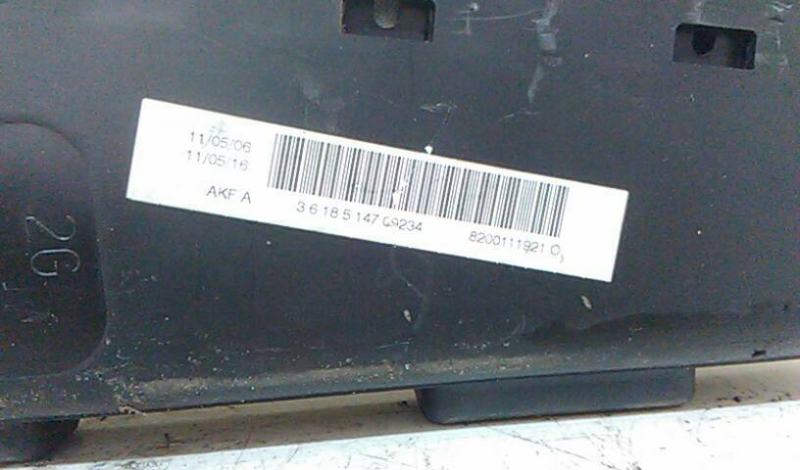 11/05/06
11/05/16
AKF A
3 6 18 5 147 09234
8200111921 O
2G